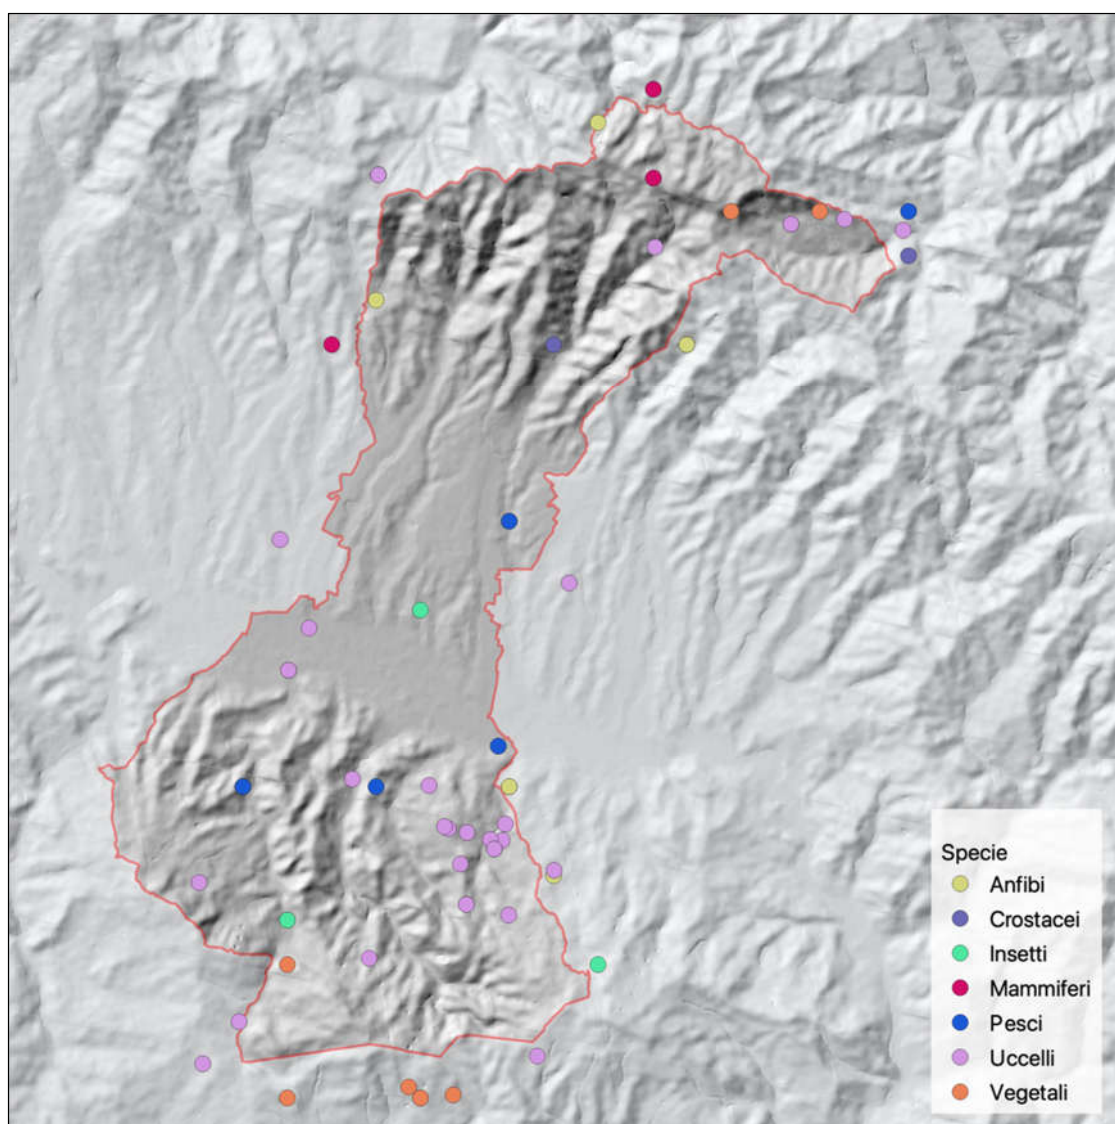 Specie
Anfibi
Crostacei
Insetti
Mammiferi
Pesci
Uccelli
Vegetali